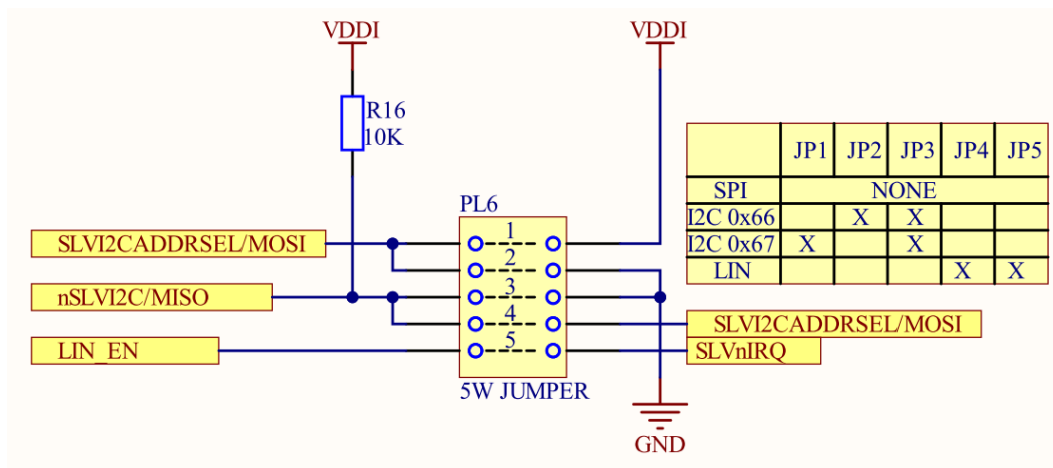 VDDI
VDDI
R16
10K
JP1 JP2 JP3 JP4 JP5
SPI NONE
I2C 0x66 X X
I2C 0x67 X X
LIN X X
PL6
SLVI2CADDRSEL/MOSI
1
2
nSLVI2C/MISO
3
4
SLVI2CADDRSEL/MOSI
LIN_EN
5
SLVnIRQ
5W JUMPER
GND